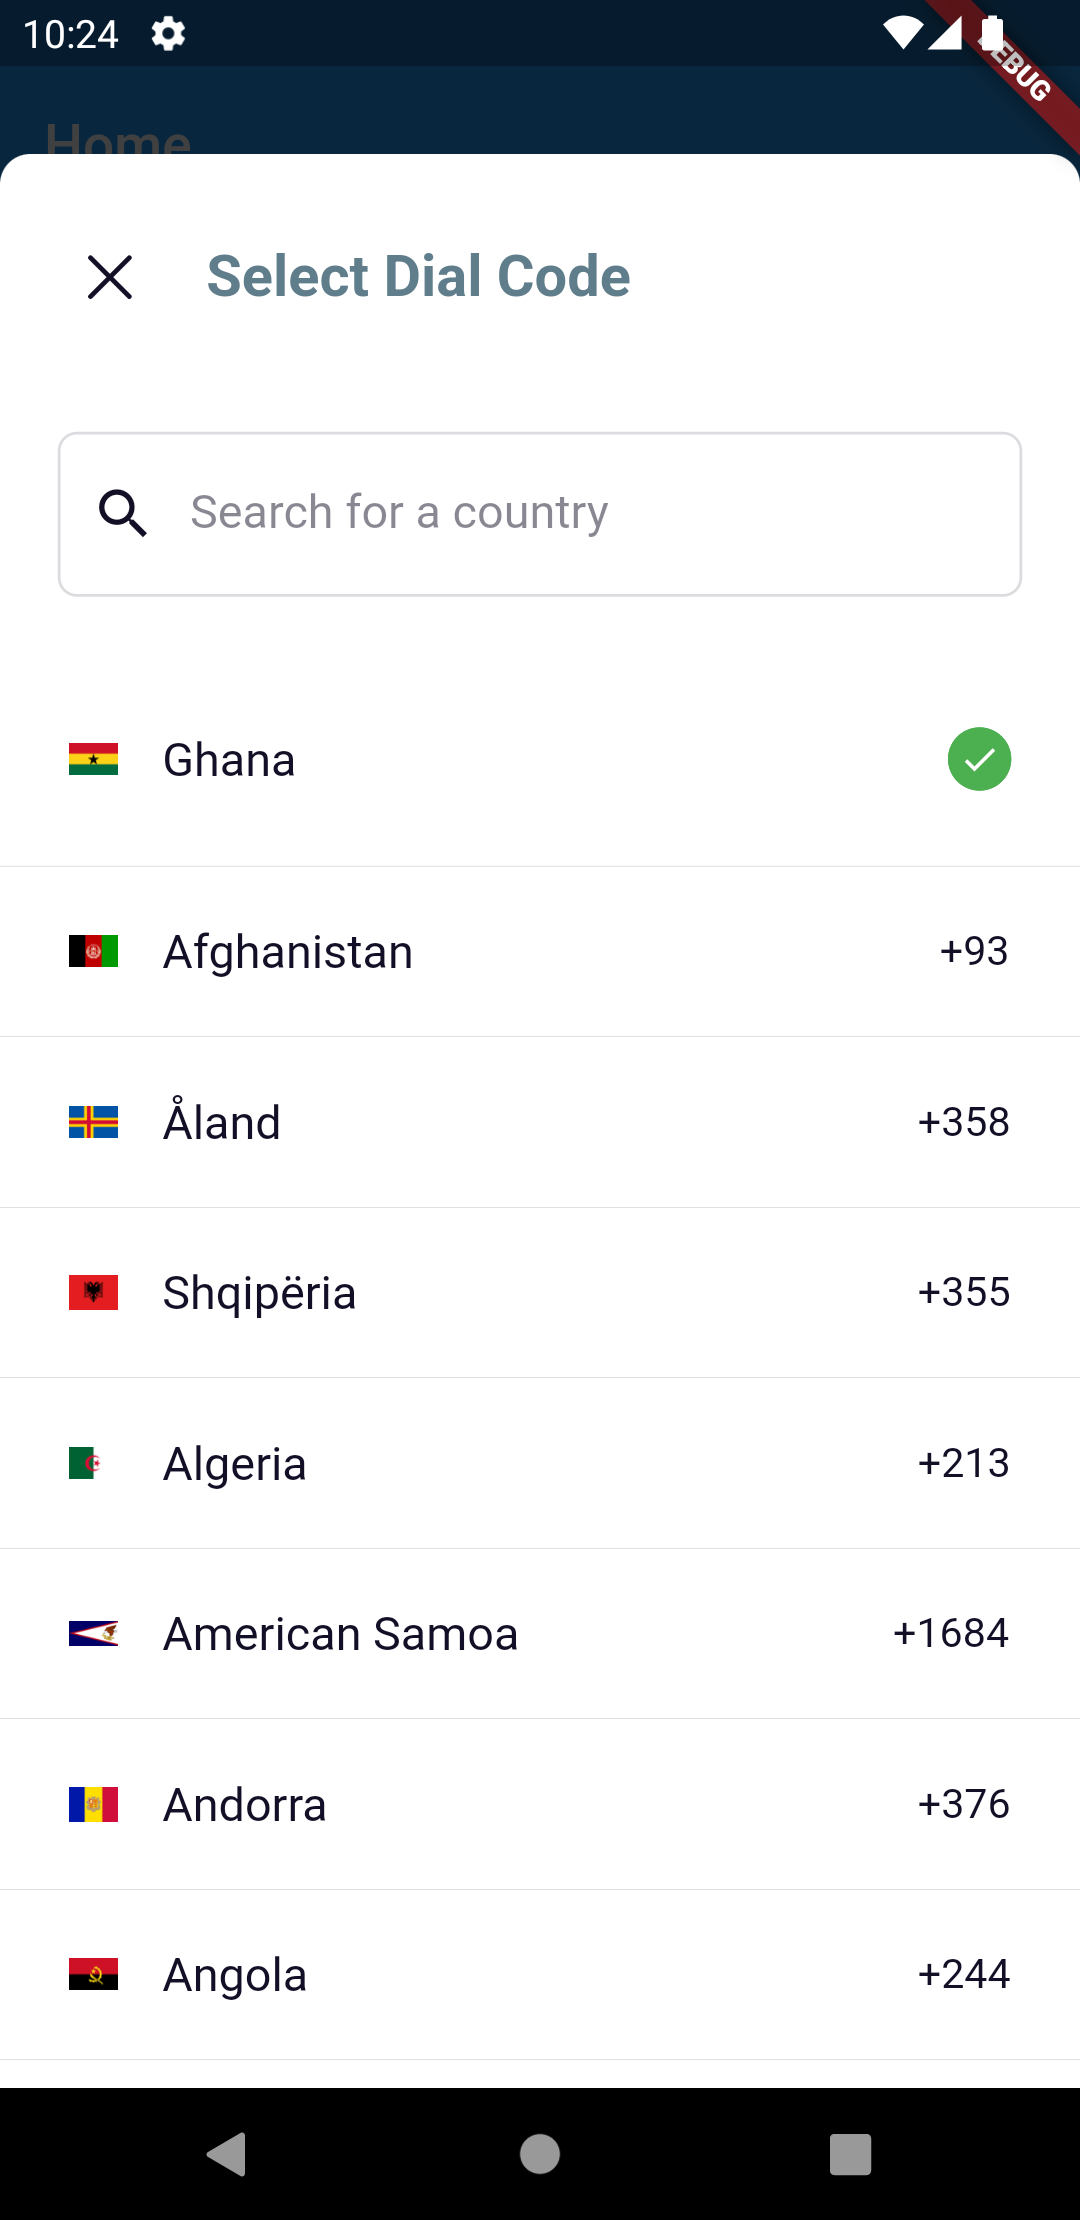 10:24
DEBUG
Home
Select Dial Code
Search for a country
Ghana
Afghanistan +93
Åland +358
Shqipëria +355
Algeria +213
American Samoa +1684
Andorra +376
Angola +244